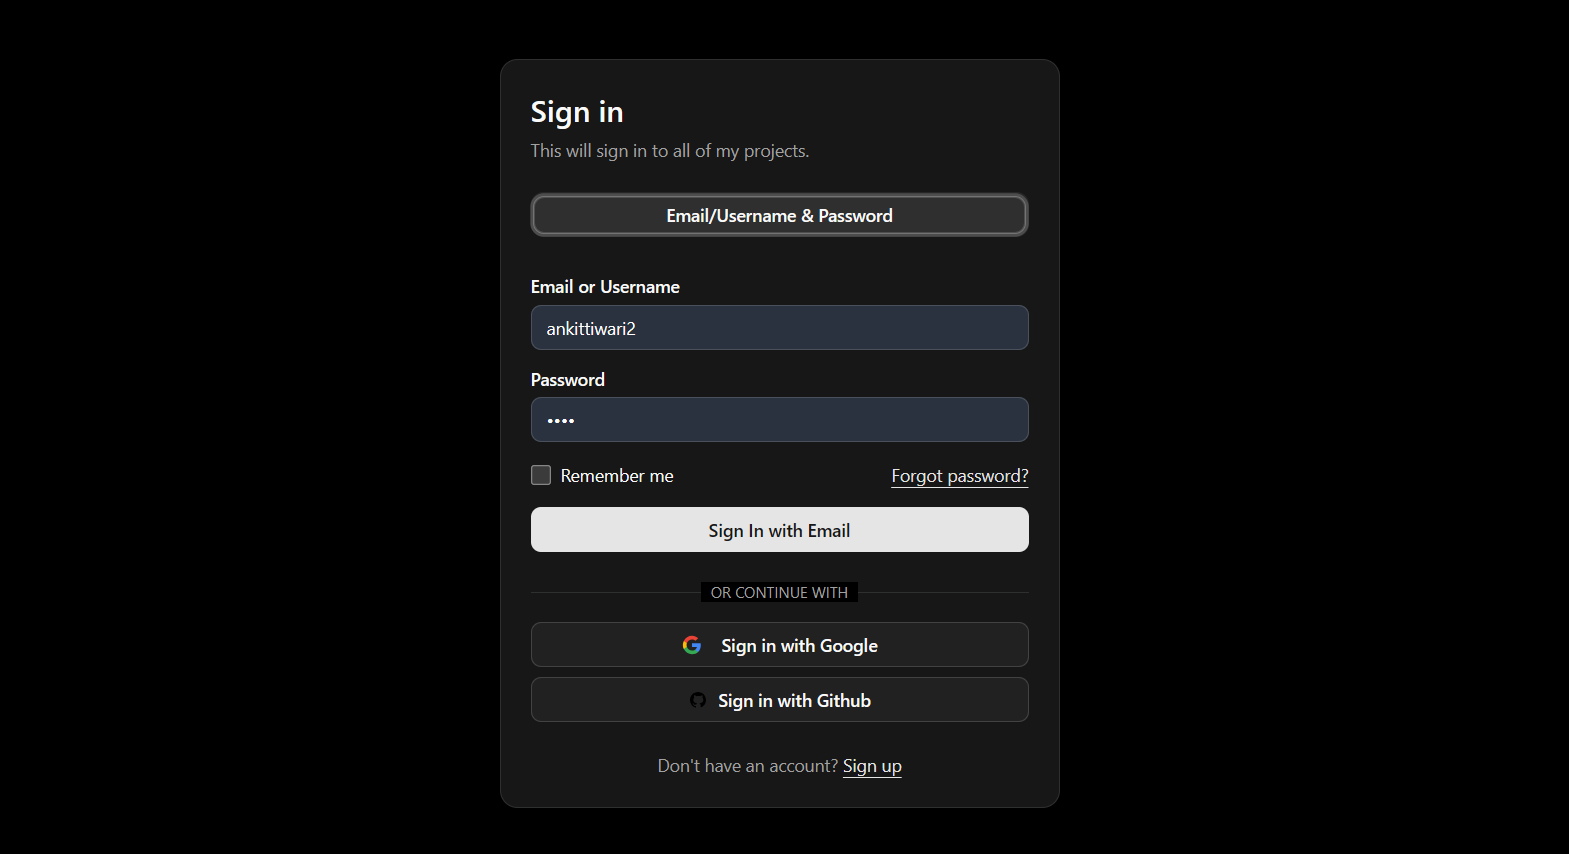 Sign in
This will sign in to all of my projects.
Email/Username & Password
Email or Username
ankittiwari2
Password
••••
Remember me
Forgot password?
Sign In with Email
OR CONTINUE WITH
Sign in with Google
Sign in with Github
Don't have an account? Sign up